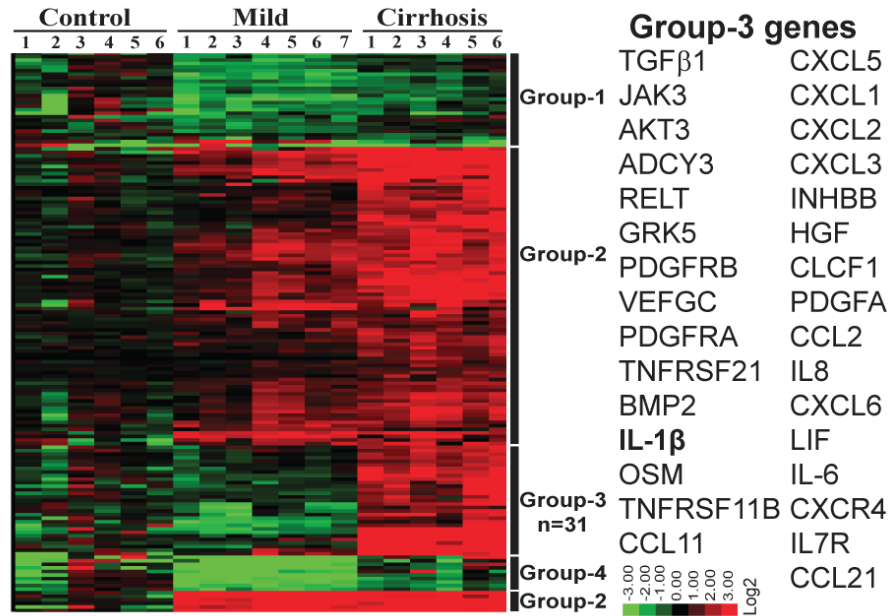 Control Mild Cirrhosis
1 2 3 4 5 6 1 2 3 4 5 6 7 1 2 3 4 5 6
Group-1
Group-2
Group-3
n=31
Group-4
Group-2
Group-3 genes
TGFβ1 CXCL5
JAK3 CXCL1
AKT3 CXCL2
ADCY3 CXCL3
RELT INHBB
GRK5 HGF
PDGFRB CLCF1
VEFGC PDGFA
PDGFRA CCL2
TNFRSF21 IL8
BMP2 CXCL6
IL-1β LIF
OSM IL-6
TNFRSF11B CXCR4
CCL11 IL7R
CCL21
-3.00 -2.00 -1.00 0.00 1.00 2.00 3.00
Log2